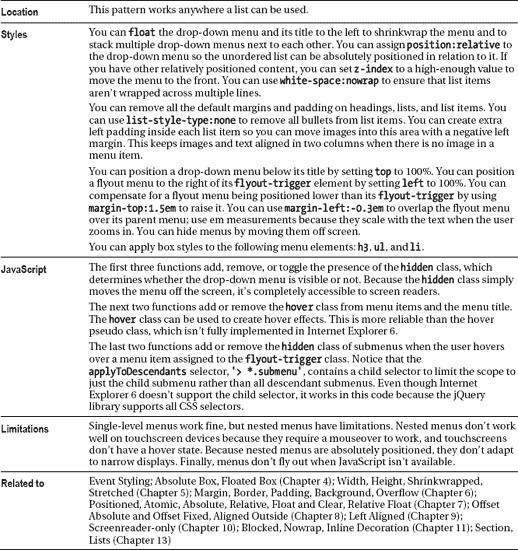 Location
This pattern works anywhere a list can be used.
Styles
You can float the drop-down menu and its title to the left to shrinkwrap the menu and to
stack multiple drop-down menus next to each other. You can assign position:relative to
the drop-down menu so the unordered list can be absolutely positioned in relation to it. If
you have other relatively positioned content, you can set z-index to a high-enough value to
move the menu to the front. You can use white-space:nowrap to ensure that list items
aren't wrapped across multiple lines.
You can remove all the default margins and padding on headings, lists, and list items. You
can use list-style-type:none to remove all bullets from list items. You can create extra
left padding inside each list item so you can move images into this area with a negative left
margin. This keeps images and text aligned in two columns when there is no image in a
menu item.
You can position a drop-down menu below its title by setting top to 100%. You can position
a flyout menu to the right of its flyout-trigger element by setting left to 100%. You can
compensate for a flyout menu being positioned lower than its flyout-trigger by using
margin-top:1.5em to raise it. You can use margin-left:-0.3em to overlap the flyout menu
over its parent menu; use em measurements because they scale with the text when the user
zooms in. You can hide menus by moving them off screen.
You can apply box styles to the following menu elements: h3, ul, and li.
JavaScript
The first three functions add, remove, or toggle the presence of the hidden class, which
determines whether the drop-down menu is visible or not. Because the hidden class simply
moves the menu off the screen, it's completely accessible to screen readers.
The next two functions add or remove the hover class from menu items and the menu title.
The hover class can be used to create hover effects. This is more reliable than the hover
pseudo class, which isn't fully implemented in Internet Explorer 6.
The last two functions add or remove the hidden class of submenus when the user hovers
over a menu item assigned to the flyout-trigger class. Notice that the
applyToDescendants selector, '> *.submenu', contains a child selector to limit the scope to
just the child submenu rather than all descendant submenus. Even though Internet
Explorer 6 doesn't support the child selector, it works in this code because the jQuery
library supports all CSS selectors.
Limitations
Single-level menus work fine, but nested menus have limitations. Nested menus don't work
well on touchscreen devices because they require a mouseover to work, and touchscreens
don't have a hover state. Because nested menus are absolutely positioned, they don't adapt
to narrow displays. Finally, menus don't fly out when JavaScript isn't available.
Related to
Event Styling; Absolute Box, Floated Box (Chapter 4); Width, Height, Shrinkwrapped,
Stretched (Chapter 5); Margin, Border, Padding, Background, Overflow (Chapter 6);
Positioned, Atomic, Absolute, Relative, Float and Clear, Relative Float (Chapter 7); Offset
Absolute and Offset Fixed, Aligned Outside (Chapter 8); Left Aligned (Chapter 9);
Screenreader-only (Chapter 10); Blocked, Nowrap, Inline Decoration (Chapter 11); Section,
Lists (Chapter 13)